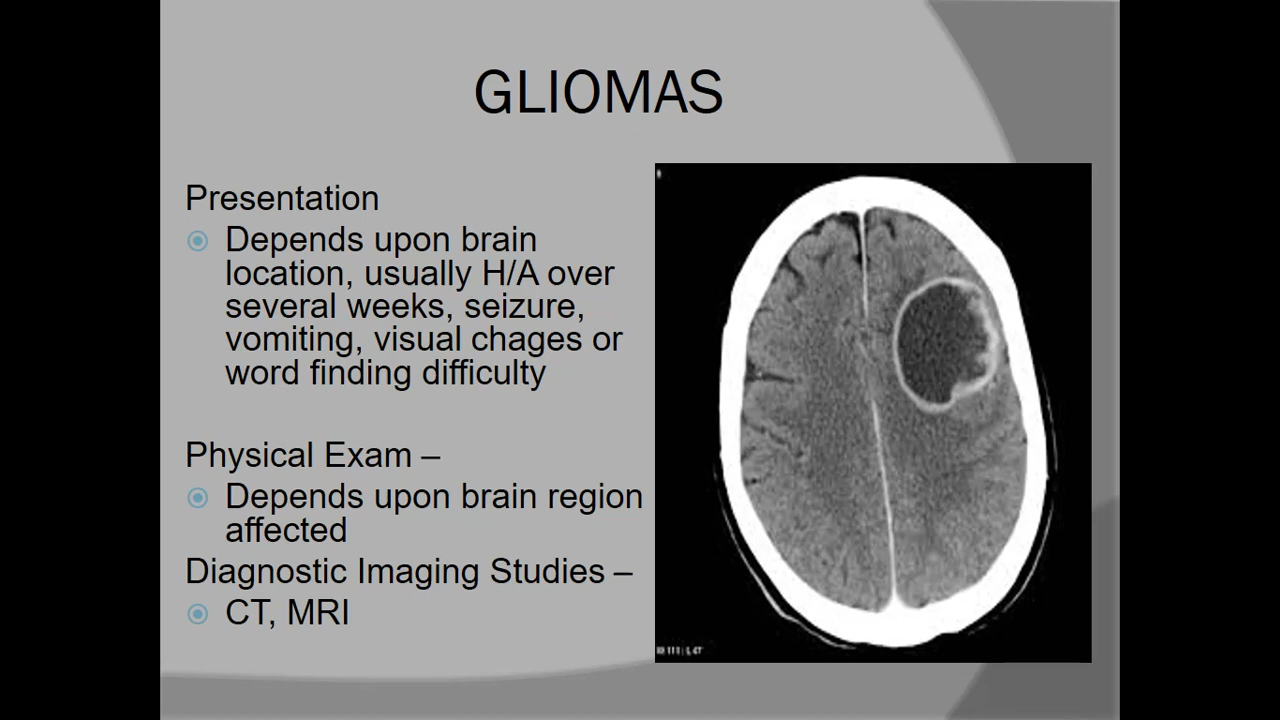 GLIOMAS
Presentation
Depends upon brain
location, usually H/A over
several weeks, seizure,
vomiting, visual chages or
word finding difficulty
Physical Exam –
Depends upon brain region
affected
Diagnostic Imaging Studies –
CT, MRI